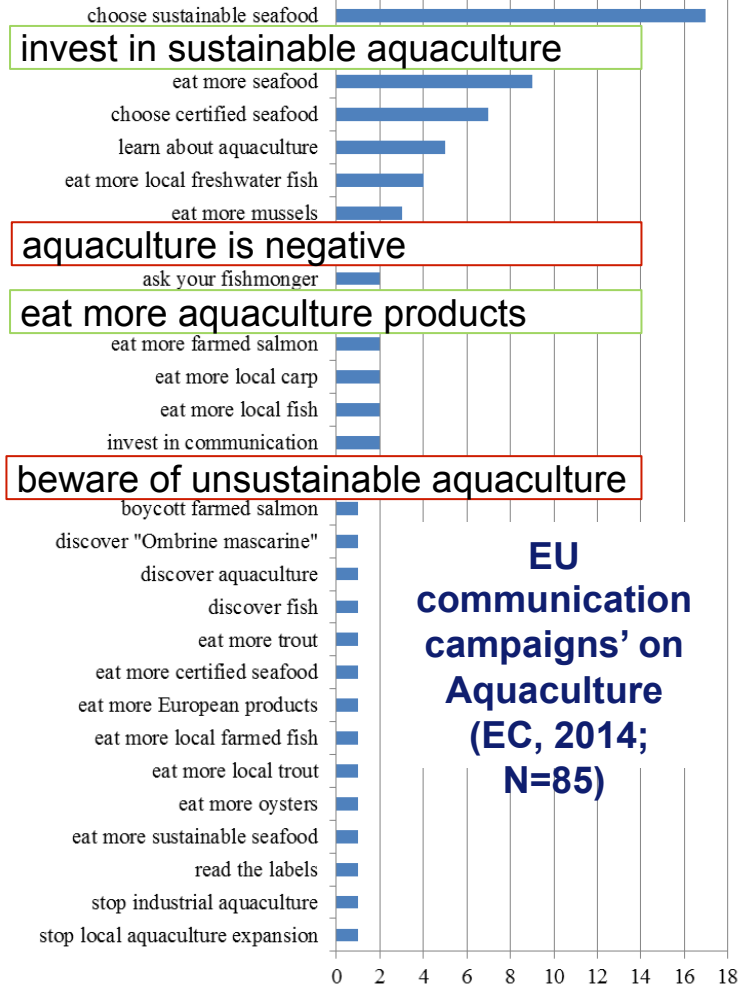 choose sustainable seafood
invest in sustainable aquaculture
eat more seafood
choose certified seafood
learn about aquaculture
eat more local freshwater fish
eat more mussels
aquaculture is negative
ask your fishmonger
eat more aquaculture products
eat more farmed salmon
eat more local carp
eat more local fish
invest in communication
beware of unsustainable aquaculture
boycott farmed salmon
discover "Ombrine mascarine"
discover aquaculture
discover fish
eat more trout
eat more certified seafood
eat more European products
eat more local farmed fish
eat more local trout
eat more oysters
eat more sustainable seafood
read the labels
stop industrial aquaculture
stop local aquaculture expansion
EU
communication
campaigns’ on
Aquaculture
(EC, 2014;
N=85)
0 2 4 6 8 10 12 14 16 18